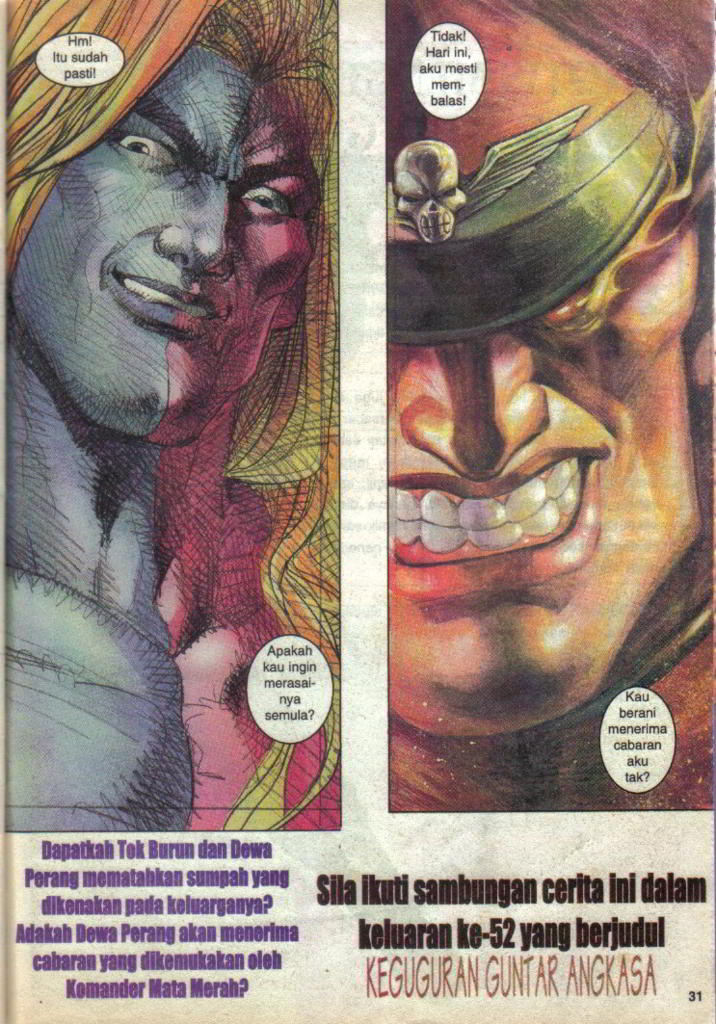 Hm!
Itu sudah
pasti!
Apakah
kau ingin
merasai-
nya
semula?
Tidak!
Hari ini,
aku mesti
mem-
balas!
Kau
berani
menerima
cabaran
aku
tak?
Dapatkah Tok Burun dan Dewa
Perang mematahkan sumpah yang
dikenakan pada keluarganya?
Adakah Dewa Perang akan menerima
cabaran yang dikemukakan oleh
Komander Mata Merah?
Sila ikuti sambungan cerita ini dalam
keluaran ke-52 yang berjudul
KEGUGURAN GUNTAR ANGKASA
31